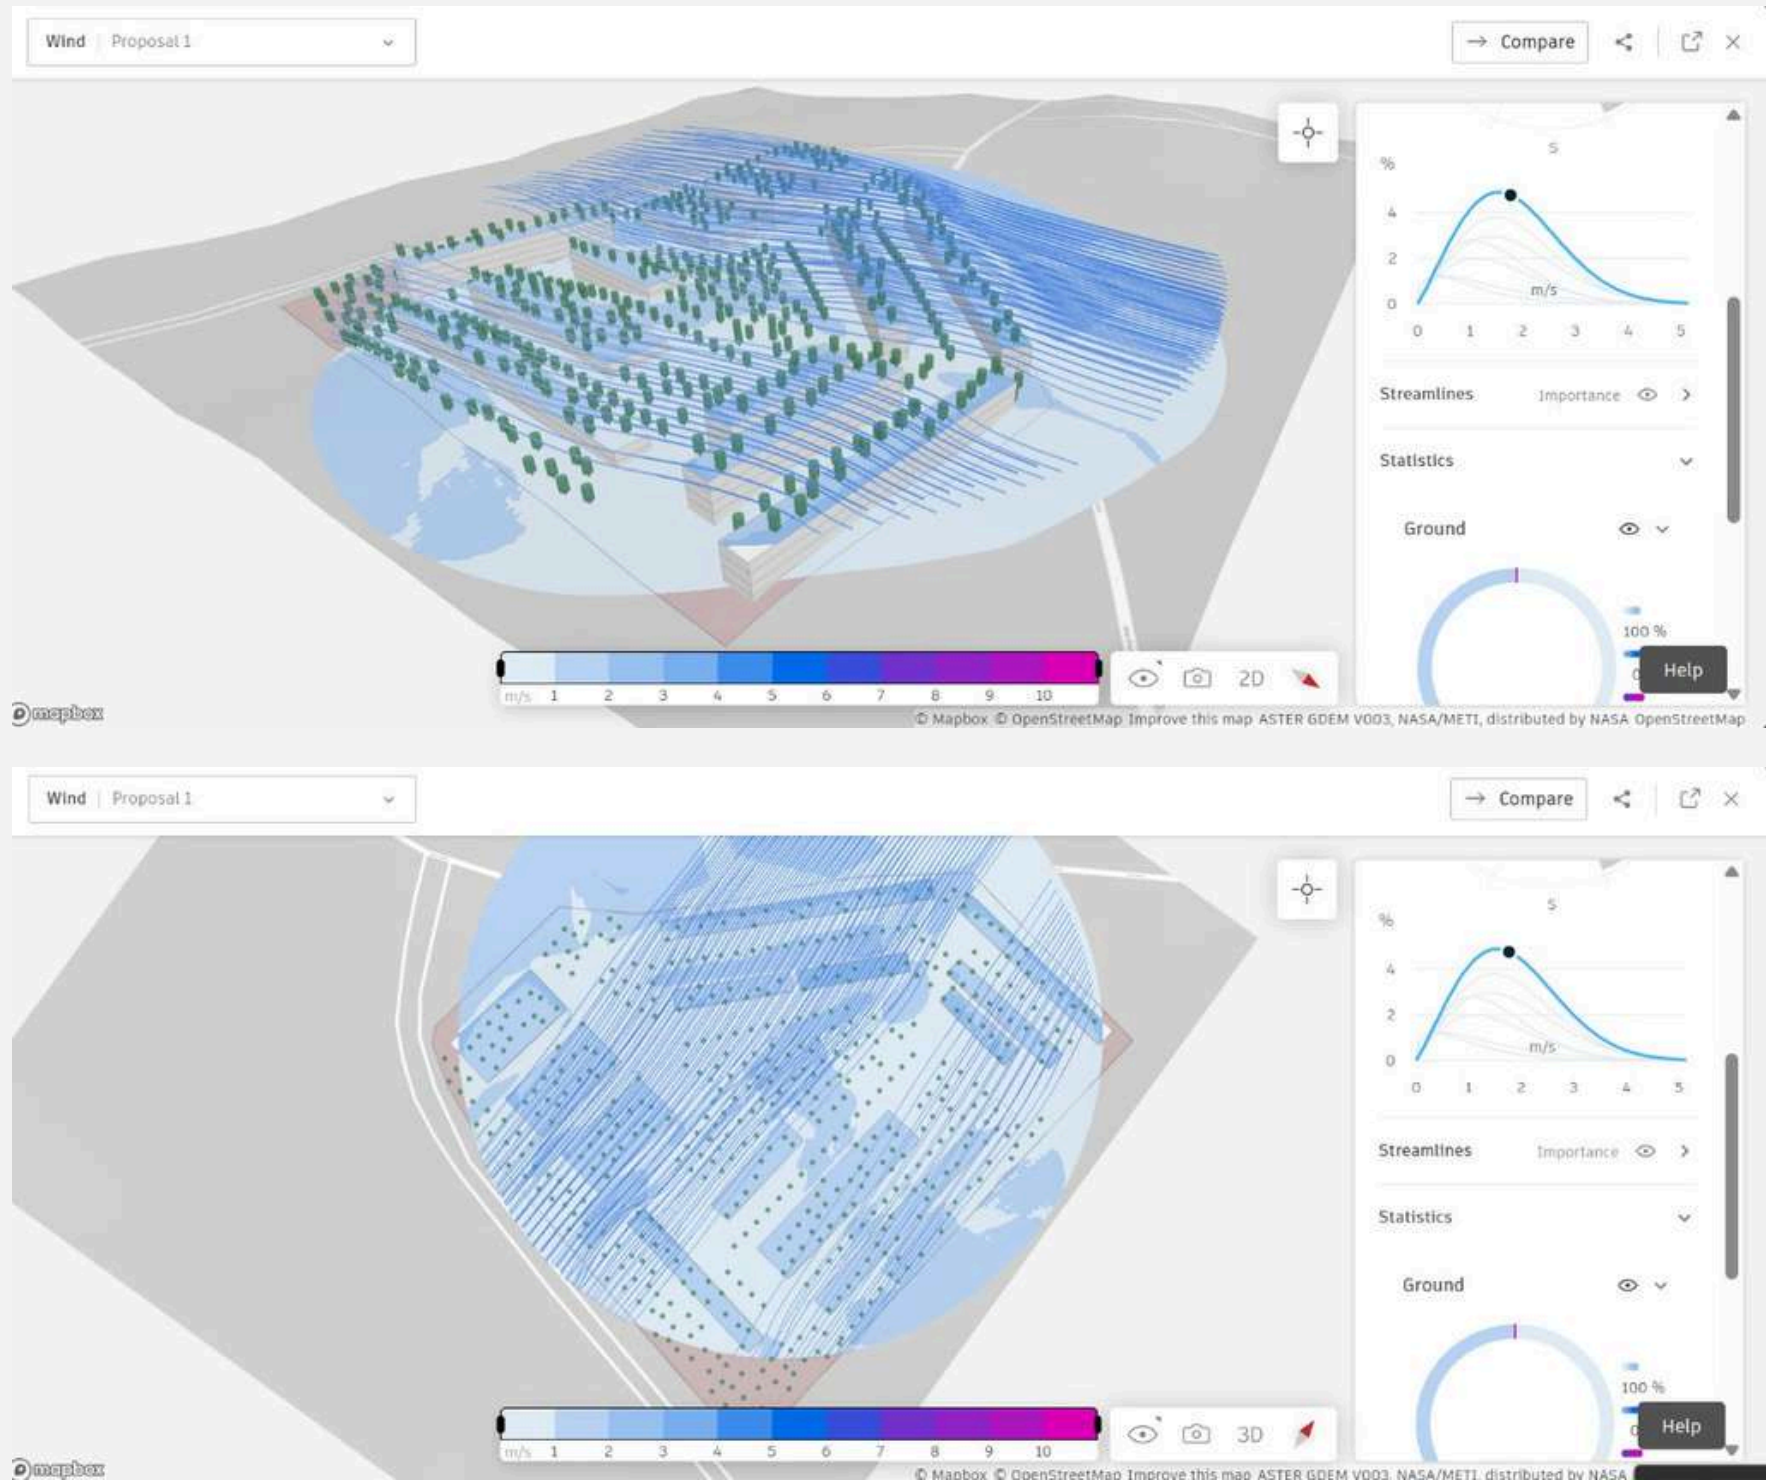 Wind Proposal 1
Compare
S
%
4
2
0
m/s
0 1 2 3 4 5
Streamlines Importance
Statistics
Ground
100 %
Help
m/s 1 2 3 4 5 6 7 8 9 10
2D
mapbox
© Mapbox © OpenStreetMap Improve this map ASTER GDEM V003, NASA/METI, distributed by NASA OpenStreetMap
Wind Proposal 1
Compare
S
%
4
2
0
m/s
0 1 2 3 4 5
Streamlines Importance
Statistics
Ground
100 %
Help
m/s 1 2 3 4 5 6 7 8 9 10
3D
mapbox
© Mapbox © OpenStreetMap Improve this map ASTER GDEM V003, NASA/METI, distributed by NASA